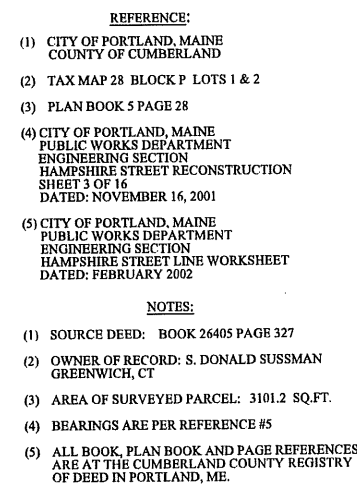 REFERENCE:
(1) CITY OF PORTLAND, MAINE
COUNTY OF CUMBERLAND
(2) TAX MAP 28 BLOCK P LOTS 1 & 2
(3) PLAN BOOK 5 PAGE 28
(4) CITY OF PORTLAND, MAINE
PUBLIC WORKS DEPARTMENT
ENGINEERING SECTION
HAMPSHIRE STREET RECONSTRUCTION
SHEET 3 OF 16
DATED: NOVEMBER 16, 2001
(5) CITY OF PORTLAND, MAINE
PUBLIC WORKS DEPARTMENT
ENGINEERING SECTION
HAMPSHIRE STREET LINE WORKSHEET
DATED: FEBRUARY 2002
NOTES:
(1) SOURCE DEED: BOOK 26405 PAGE 327
(2) OWNER OF RECORD: S. DONALD SUSSMAN
GREENWICH, CT
(3) AREA OF SURVEYED PARCEL: 3101.2 SQ.FT.
(4) BEARINGS ARE PER REFERENCE #5
(5) ALL BOOK, PLAN BOOK AND PAGE REFERENCES
ARE AT THE CUMBERLAND COUNTY REGISTRY
OF DEED IN PORTLAND, ME.